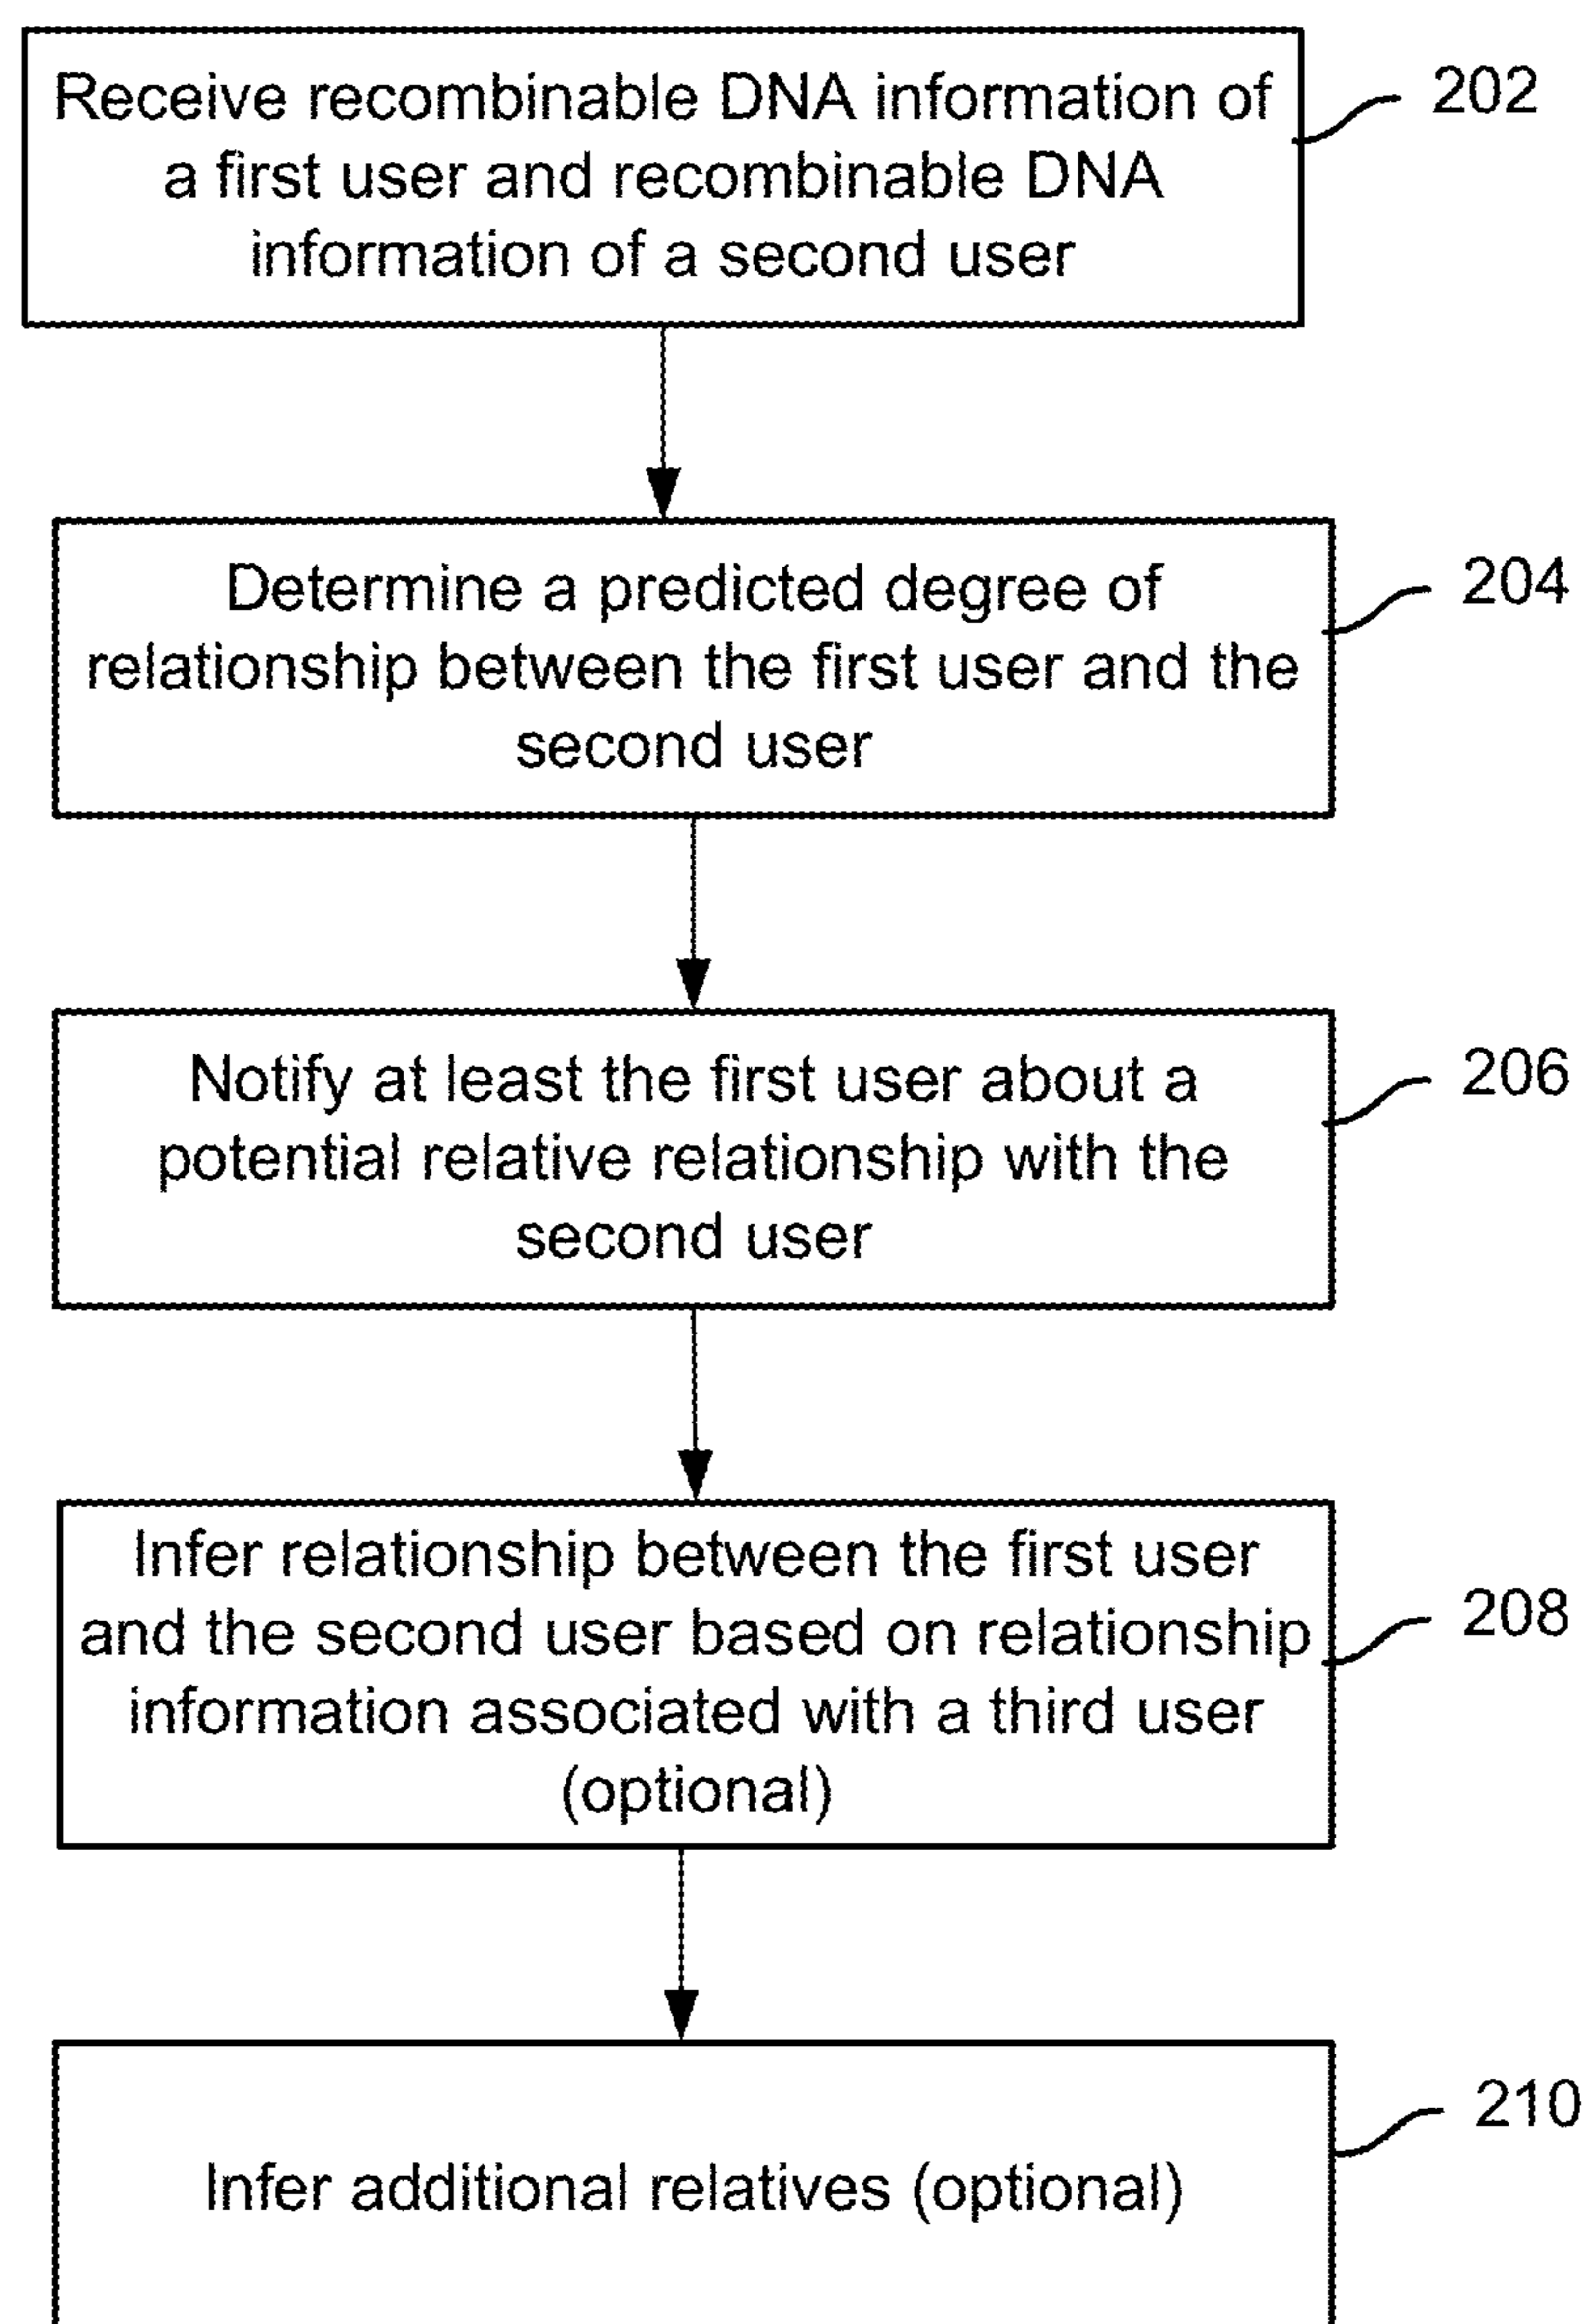 Receive recombinable DNA information of
a first user and recombinable DNA
information of a second user
202
Determine a predicted degree of
relationship between the first user and the
second user
204
Notify at least the first user about a
potential relative relationship with the
second user
206
Infer relationship between the first user
and the second user based on relationship
information associated with a third user
(optional)
208
Infer additional relatives (optional)
210